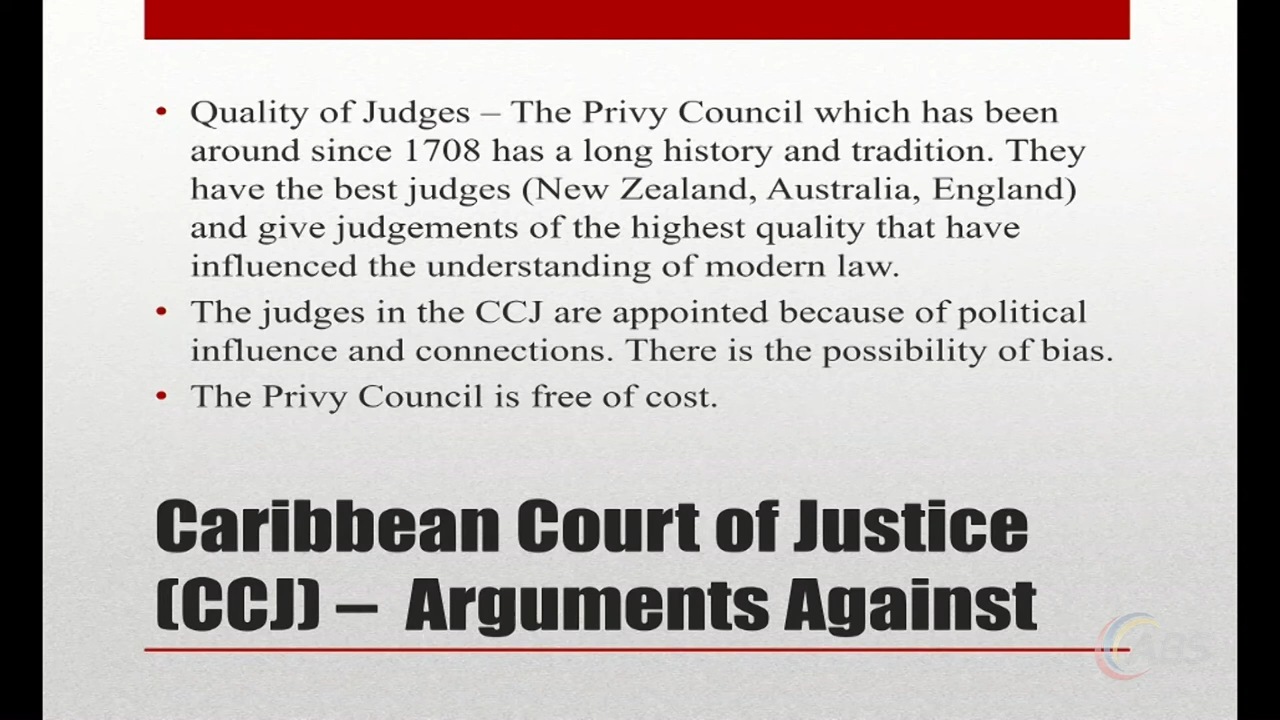 • Quality of Judges – The Privy Council which has been
around since 1708 has a long history and tradition. They
have the best judges (New Zealand, Australia, England)
and give judgements of the highest quality that have
influenced the understanding of modern law.
• The judges in the CCJ are appointed because of political
influence and connections. There is the possibility of bias.
• The Privy Council is free of cost.
Caribbean Court of Justice
(CCJ) – Arguments Against
ABS